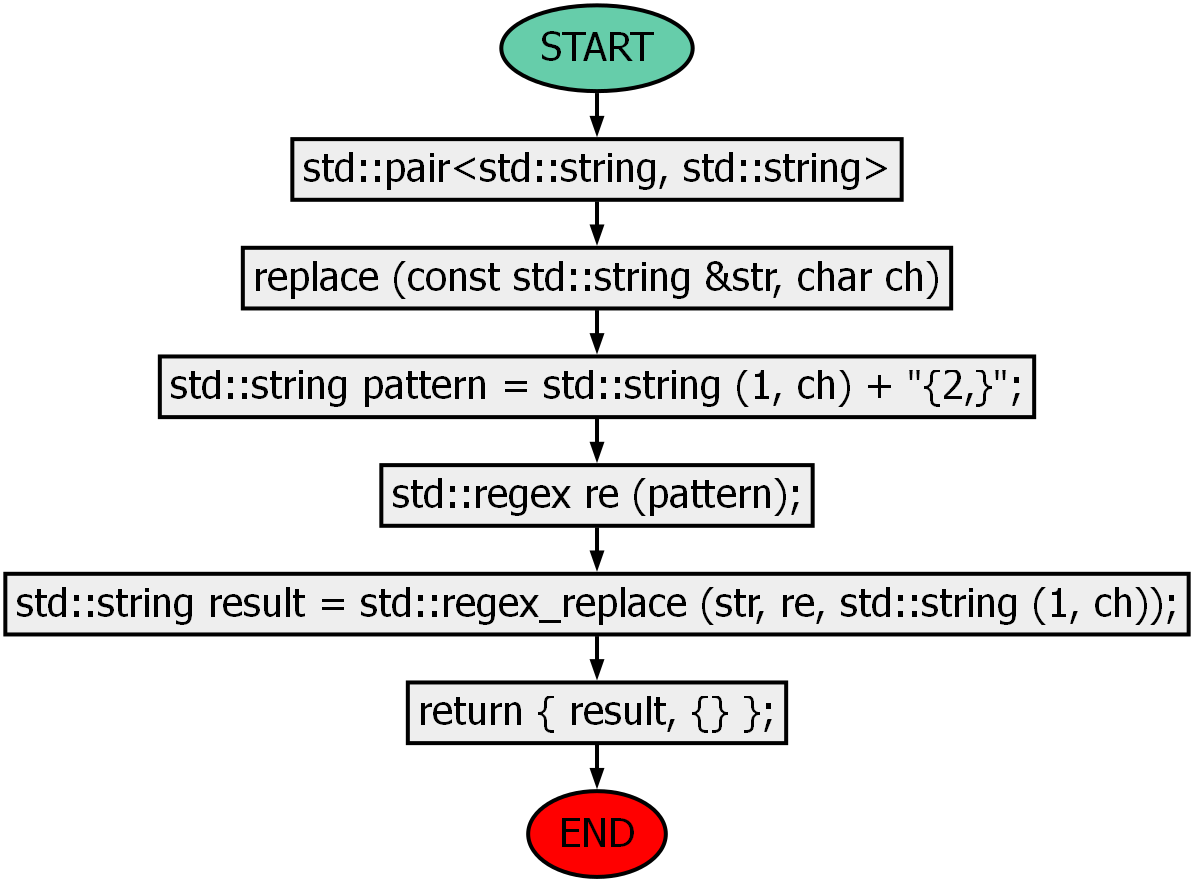 START
std::pair<std::string, std::string>
replace (const std::string &str, char ch)
std::string pattern = std::string (1, ch) + "{2,}";
std::regex re (pattern);
std::string result = std::regex_replace (str, re, std::string (1, ch));
return { result, {} };
END